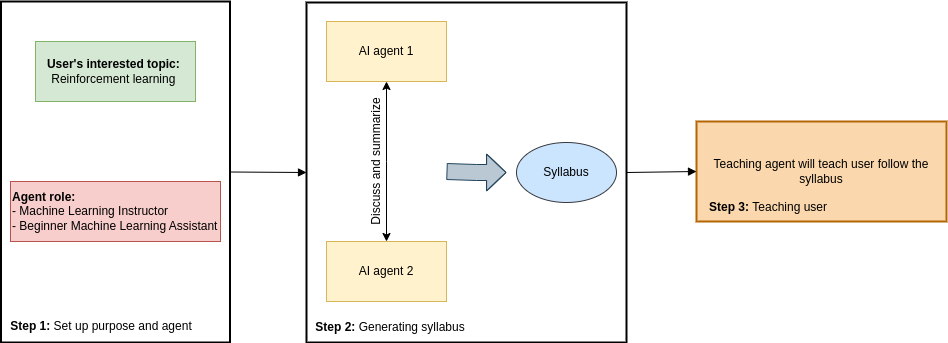 User's interested topic:
Reinforcement learning
Agent role:
- Machine Learning Instructor
- Beginner Machine Learning Assistant
Step 1: Set up purpose and agent
AI agent 1
Discuss and summarize
AI agent 2
Syllabus
Step 2: Generating syllabus
Teaching agent will teach user follow the
syllabus
Step 3: Teaching user